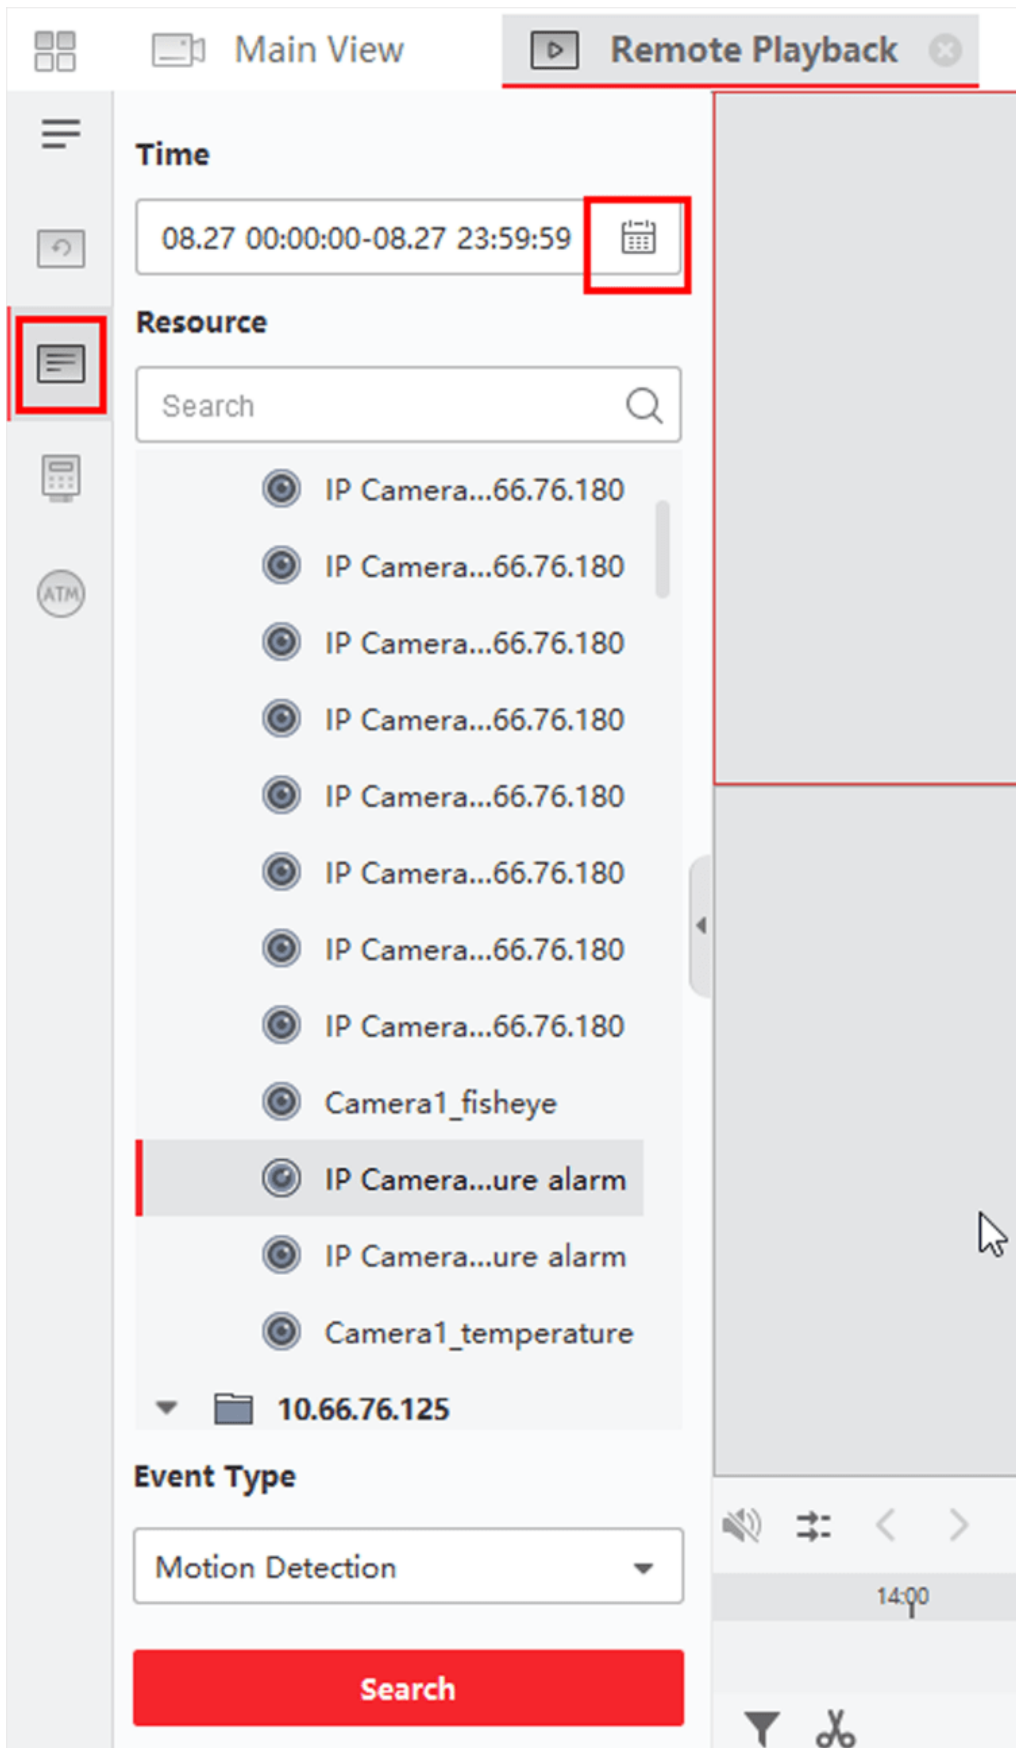 Main View
Remote Playback
Time
08.27 00:00:00-08.27 23:59:59
Resource
Search
IP Camera...66.76.180
IP Camera...66.76.180
IP Camera...66.76.180
IP Camera...66.76.180
IP Camera...66.76.180
IP Camera...66.76.180
IP Camera...66.76.180
IP Camera...66.76.180
Camera1_fisheye
IP Camera...ure alarm
IP Camera...ure alarm
Camera1_temperature
10.66.76.125
Event Type
Motion Detection
Search
ATM
14:00